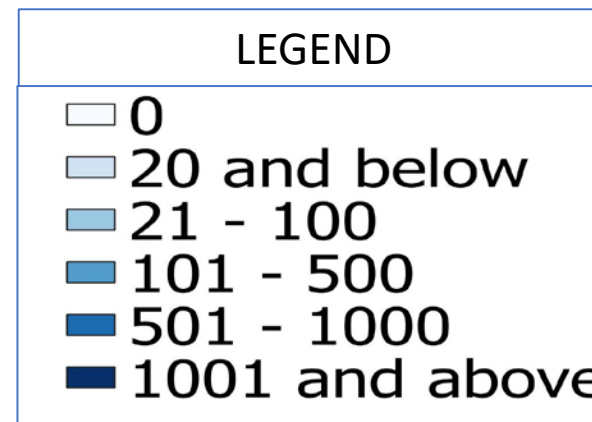 LEGEND
0
20 and below
21 - 100
101 - 500
501 - 1000
1001 and above